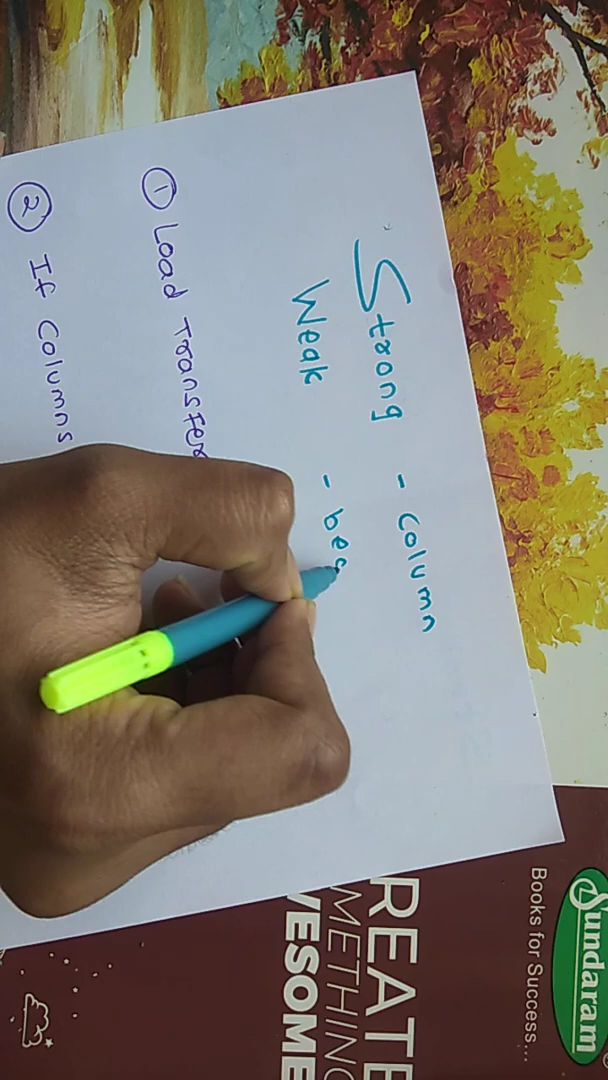 Strong - column
Weak - bea
① Load Transfer
② If columns
Sundaram
Books for Success...
REATE
METHING
VESOME